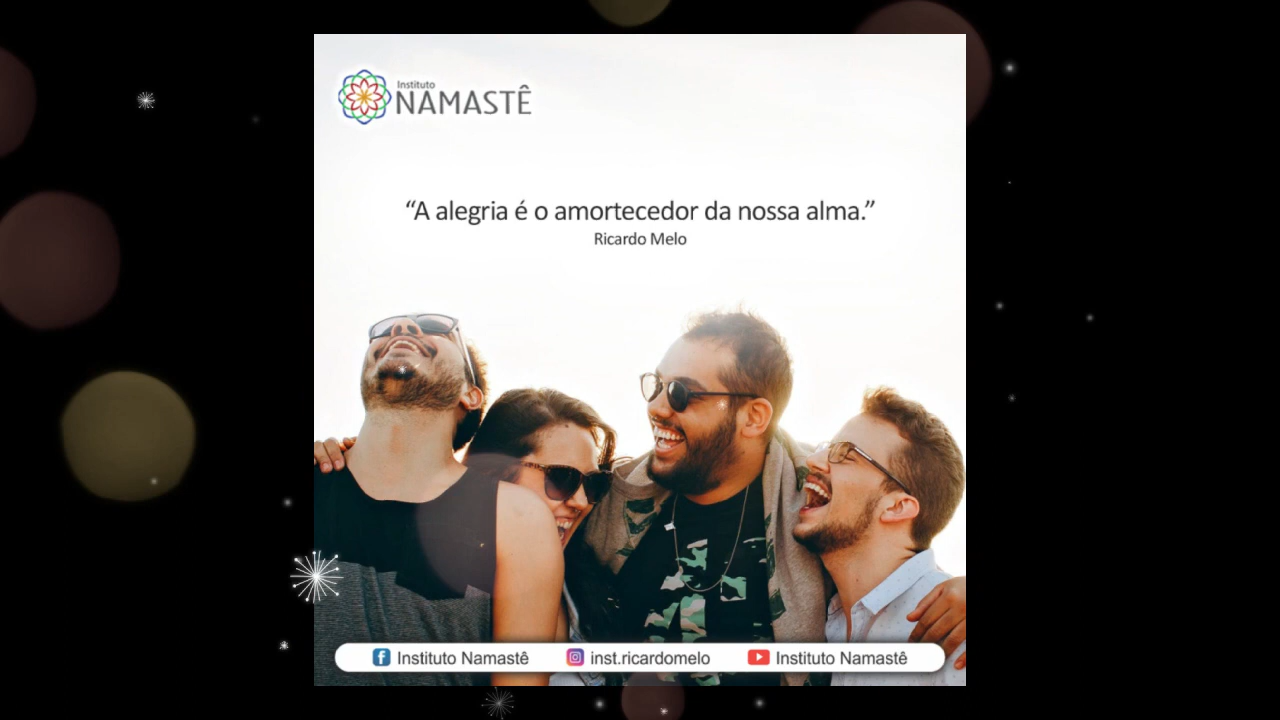 Instituto
NAMASTÊ
“A alegria é o amortecedor da nossa alma.”
Ricardo Melo
Instituto Namastê inst.ricardomelo Instituto Namastê